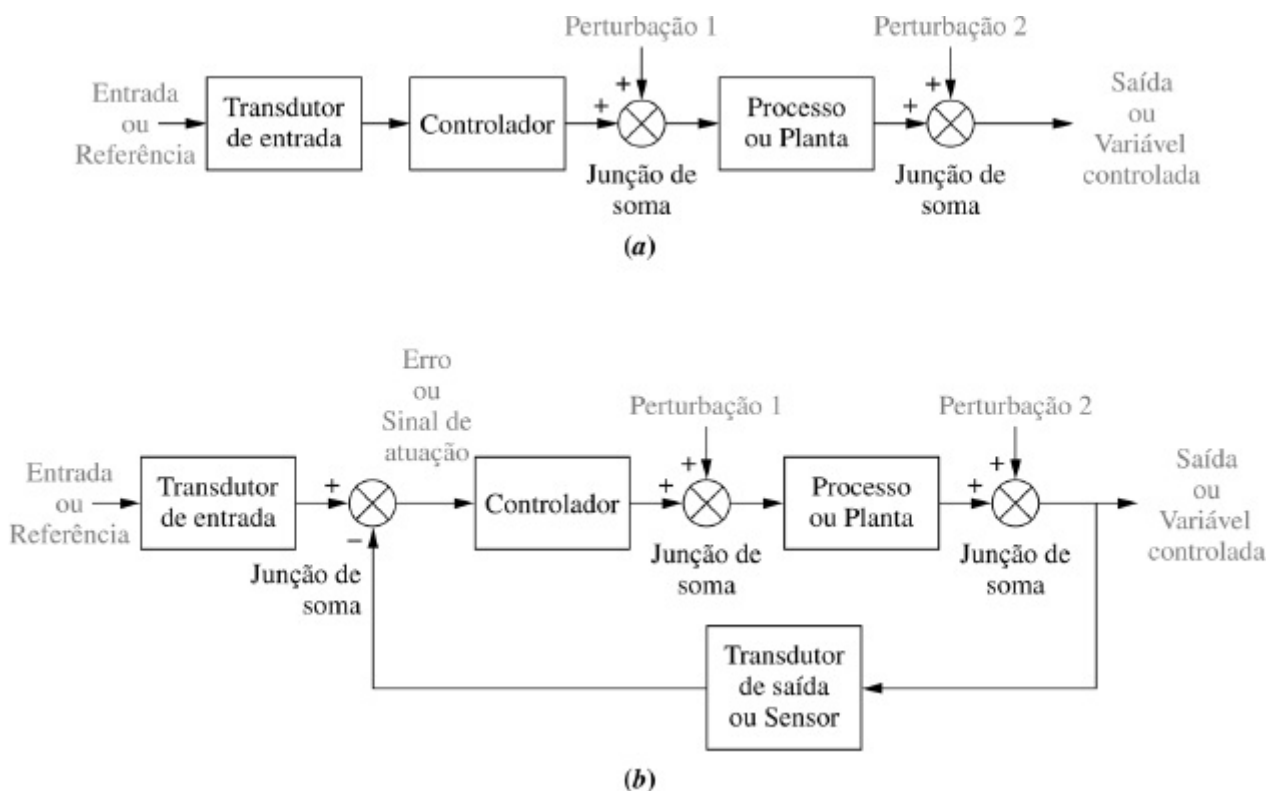 Perturbação 1
Perturbação 2
Entrada
ou
Referência
Transdutor
de entrada
Controlador
+
+
Junção de
soma
Processo
ou Planta
+
+
Junção de
soma
Saída
ou
Variável
controlada
(a)
Erro
ou
Sinal de
atuação
Perturbação 1
Perturbação 2
Entrada
ou
Referência
Transdutor
de entrada
+
−
Junção de
soma
Controlador
+
+
Junção de
soma
Processo
ou Planta
+
+
Junção de
soma
Saída
ou
Variável
controlada
Transdutor
de saída
ou Sensor
(b)